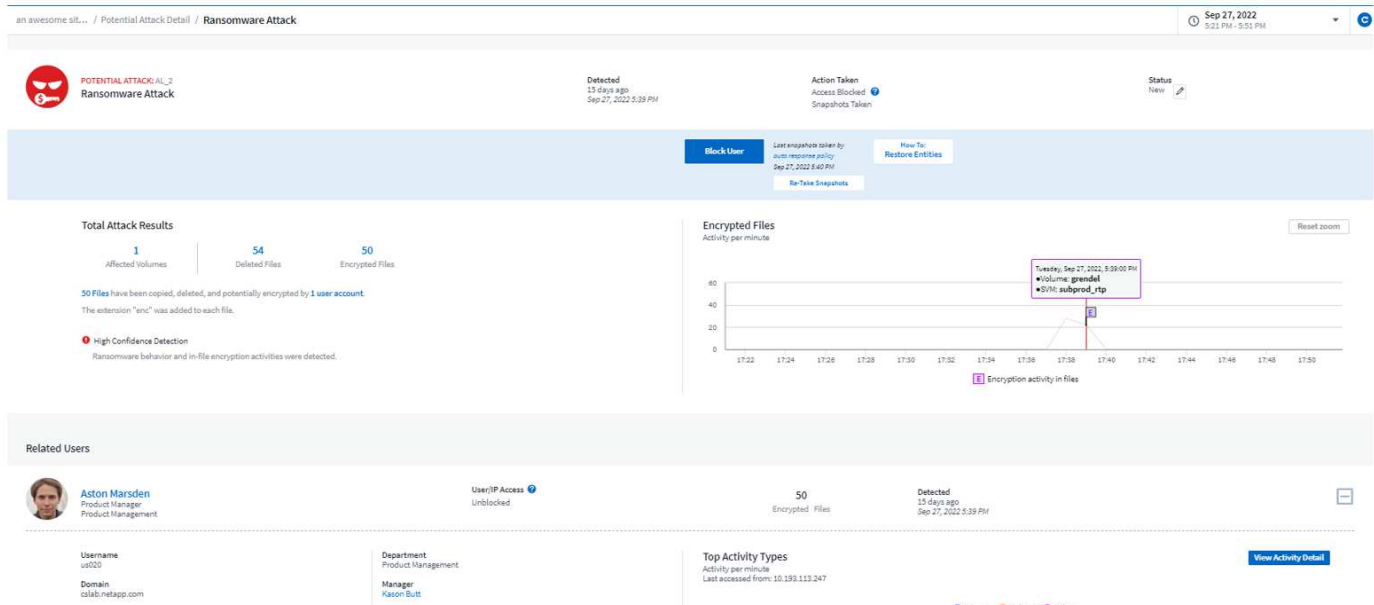 an awesome sit... / Potential Attack Detail / Ransomware Attack
Sep 27, 2022
5:21 PM - 5:51 PM
C
POTENTIAL ATTACK: AL_2
Ransomware Attack
Detected
15 days ago
Sep 27, 2022 5:39 PM
Action Taken
Access Blocked ?
Snapshots Taken
Status
New
Block User
Last snapshots taken by
auto response policy
Sep 27, 2022 5:40 PM
Re-Take Snapshots
How To:
Restore Entities
Total Attack Results
1
Affected Volumes
54
Deleted Files
50
Encrypted Files
50 Files have been copied, deleted, and potentially encrypted by 1 user account.
The extension "enc" was added to each file.
High Confidence Detection
Ransomware behavior and in-file encryption activities were detected.
Encrypted Files
Activity per minute
Reset zoom
Tuesday, Sep 27, 2022, 5:39:00 PM
●Volume: grendel
●SVM: subprod_rtp
E
60
40
20
0
17:22 17:24 17:26 17:28 17:30 17:32 17:34 17:36 17:38 17:40 17:42 17:44 17:46 17:48 17:50
E Encryption activity in files
Related Users
Aston Marsden
Product Manager
Product Management
User/IP Access ?
Unblocked
50
Encrypted Files
Detected
15 days ago
Sep 27, 2022 5:39 PM
Username
us020
Domain
cslab.netapp.com
Department
Product Management
Manager
Kason Butt
Top Activity Types
Activity per minute
Last accessed from: 10.193.113.247
View Activity Detail